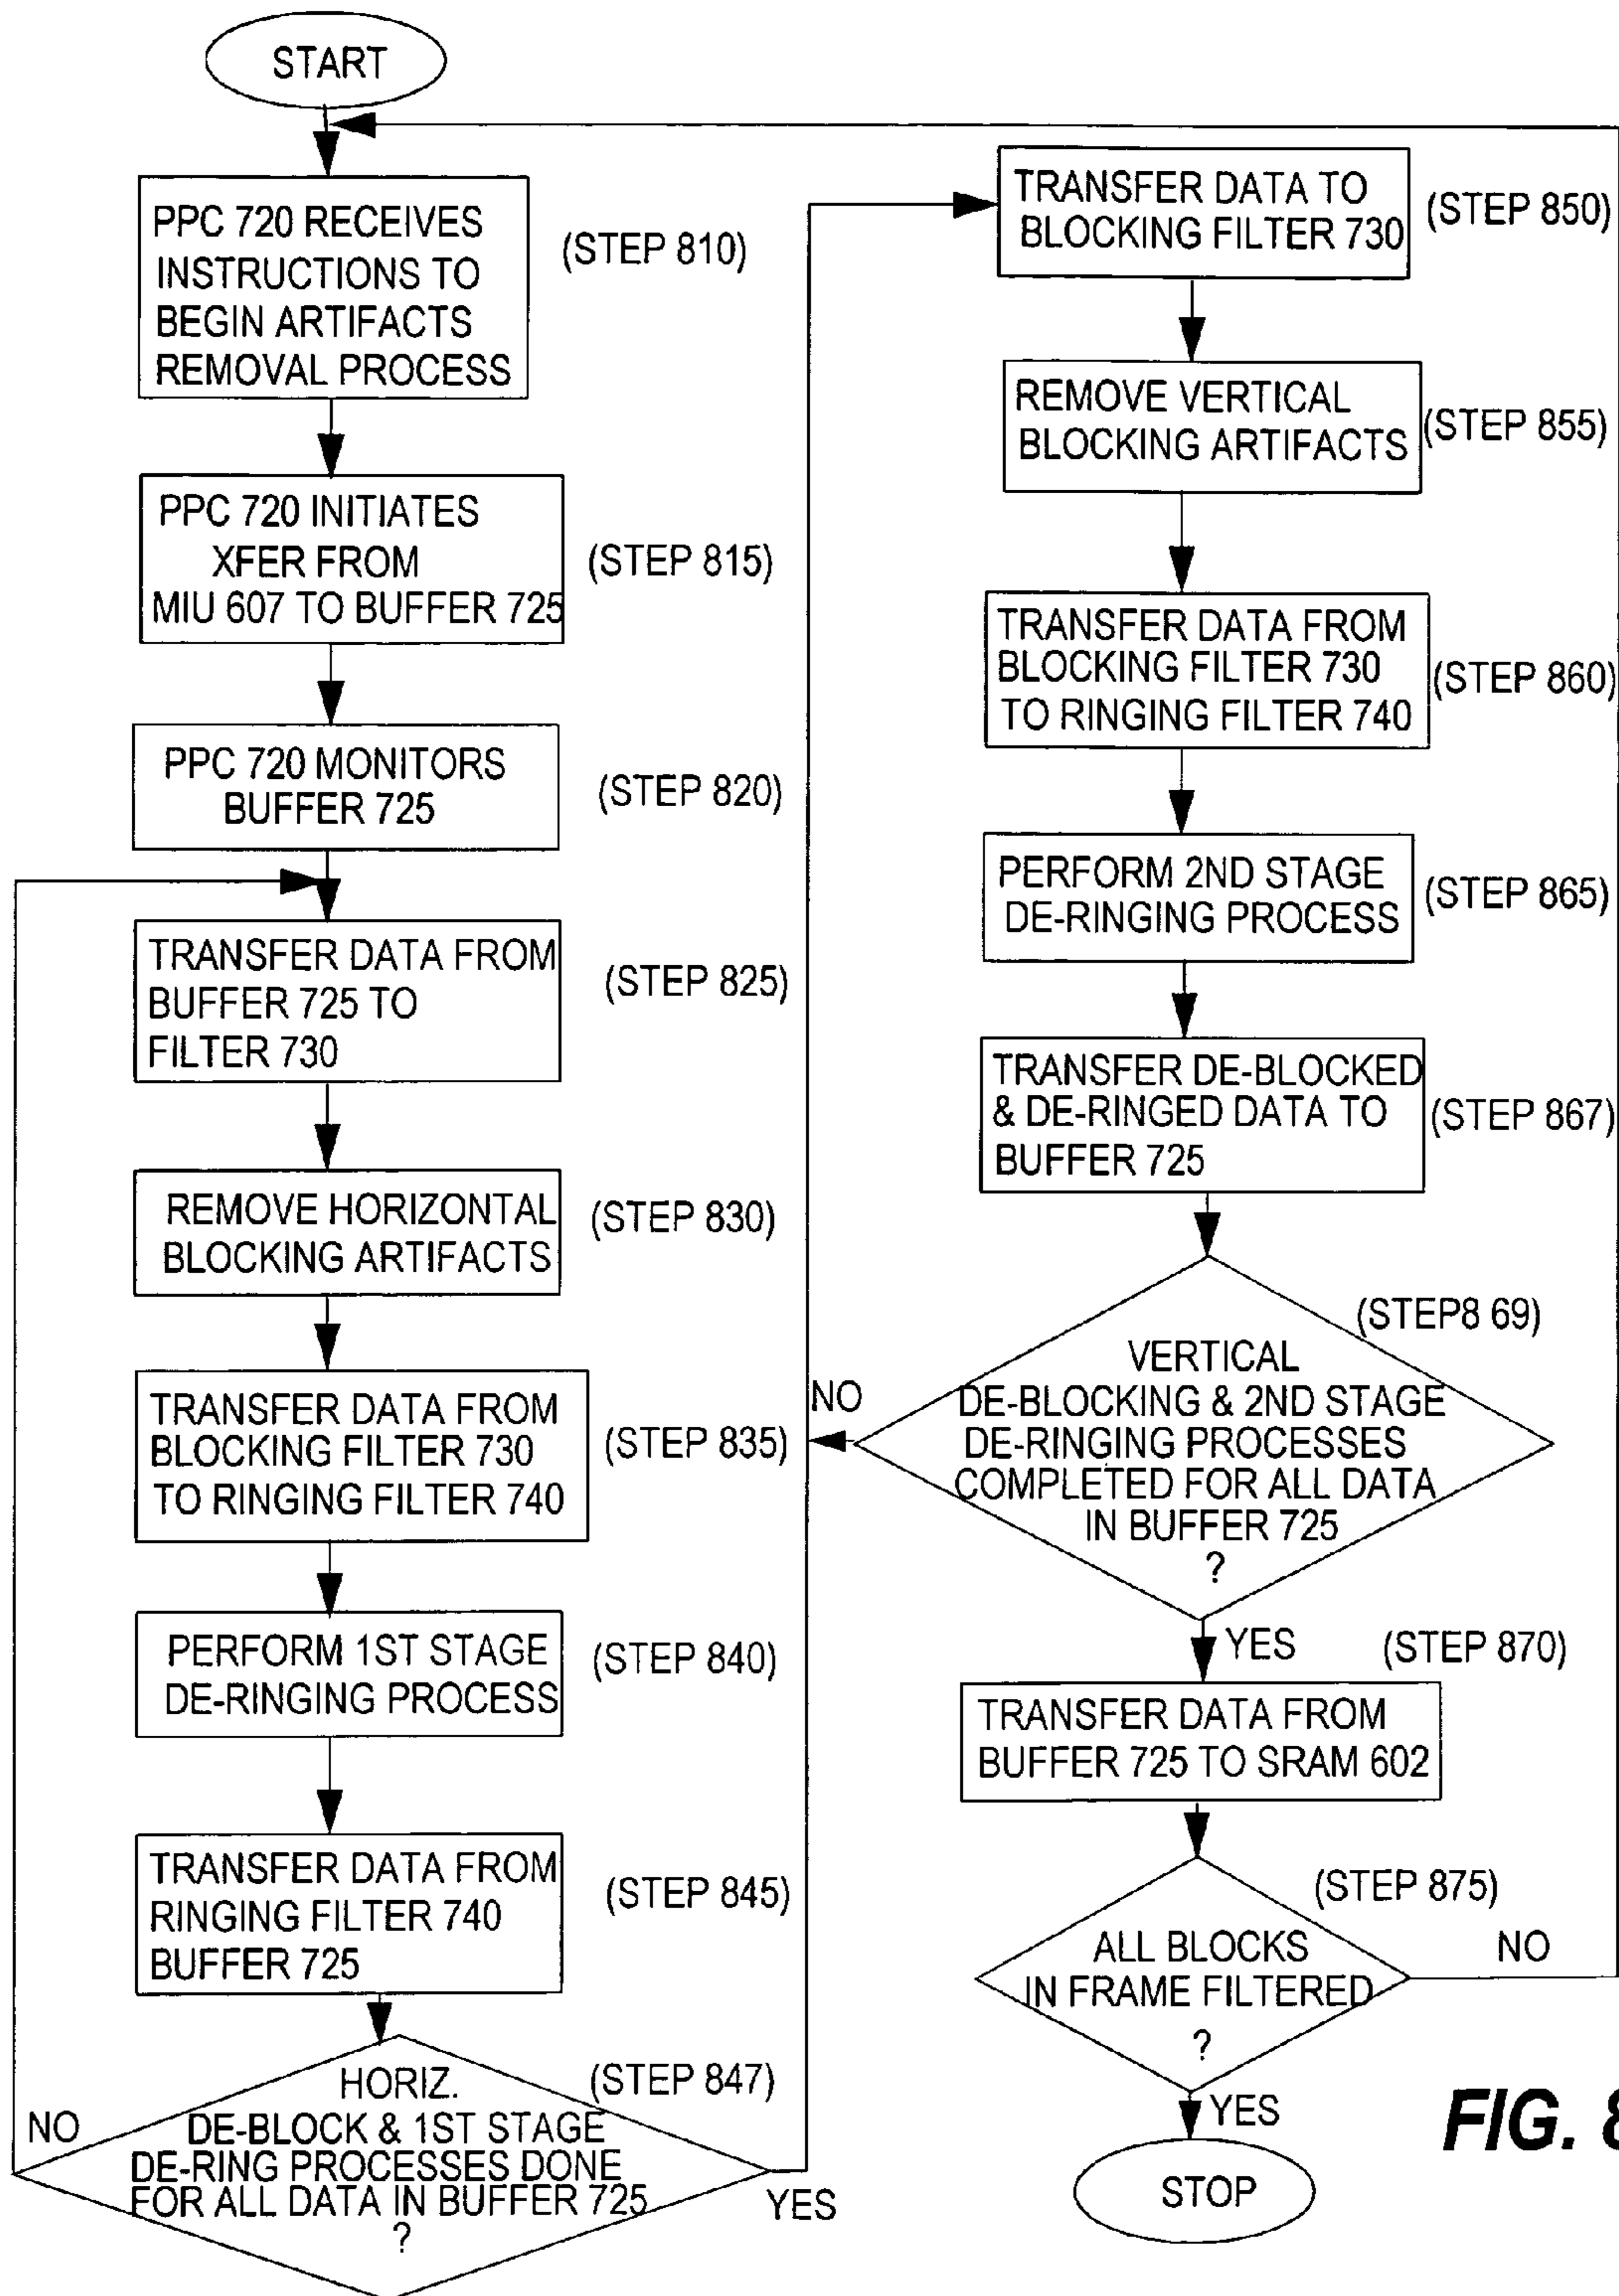 START
PPC 720 RECEIVES
INSTRUCTIONS TO
BEGIN ARTIFACTS
REMOVAL PROCESS
(STEP 810)
PPC 720 INITIATES
XFER FROM
MIU 607 TO BUFFER 725
(STEP 815)
PPC 720 MONITORS
BUFFER 725
(STEP 820)
TRANSFER DATA FROM
BUFFER 725 TO
FILTER 730
(STEP 825)
REMOVE HORIZONTAL
BLOCKING ARTIFACTS
(STEP 830)
TRANSFER DATA FROM
BLOCKING FILTER 730
TO RINGING FILTER 740
(STEP 835)
PERFORM 1ST STAGE
DE-RINGING PROCESS
(STEP 840)
TRANSFER DATA FROM
RINGING FILTER 740
BUFFER 725
(STEP 845)
HORIZ.
DE-BLOCK & 1ST STAGE
DE-RING PROCESSES DONE
FOR ALL DATA IN BUFFER 725
?
(STEP 847)
NO
YES
TRANSFER DATA TO
BLOCKING FILTER 730
(STEP 850)
REMOVE VERTICAL
BLOCKING ARTIFACTS
(STEP 855)
TRANSFER DATA FROM
BLOCKING FILTER 730
TO RINGING FILTER 740
(STEP 860)
PERFORM 2ND STAGE
DE-RINGING PROCESS
(STEP 865)
TRANSFER DE-BLOCKED
& DE-RINGED DATA TO
BUFFER 725
(STEP 867)
(STEP8 69)
VERTICAL
DE-BLOCKING & 2ND STAGE
DE-RINGING PROCESSES
COMPLETED FOR ALL DATA
IN BUFFER 725
?
NO
YES
(STEP 870)
TRANSFER DATA FROM
BUFFER 725 TO SRAM 602
(STEP 875)
ALL BLOCKS
IN FRAME FILTERED
?
NO
YES
STOP
FIG. 8